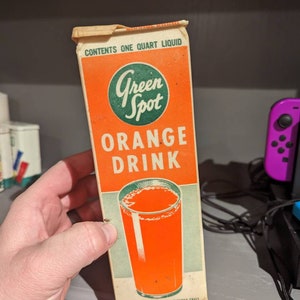 CONTENTS ONE QUART LIQUID
Green
Spot
ORANGE
DRINK